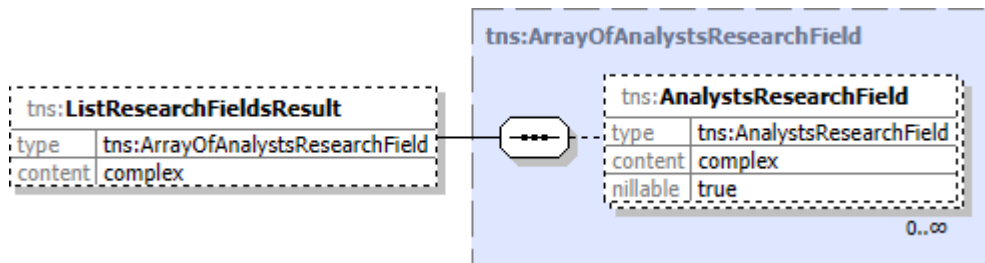 tns:ArrayOfAnalystsResearchField
tns:ListResearchFieldsResult
type tns:ArrayOfAnalystsResearchField
content complex
tns:AnalystsResearchField
type tns:AnalystsResearchField
content complex
nillable true
0..∞